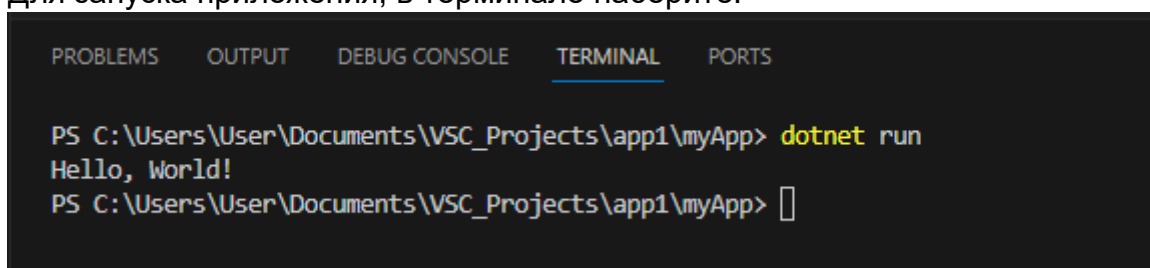 Для запуска приложения, в терминале наберите:
PROBLEMS OUTPUT DEBUG CONSOLE TERMINAL PORTS
PS C:\Users\User\Documents\VSC_Projects\app1\myApp> dotnet run
Hello, World!
PS C:\Users\User\Documents\VSC_Projects\app1\myApp>